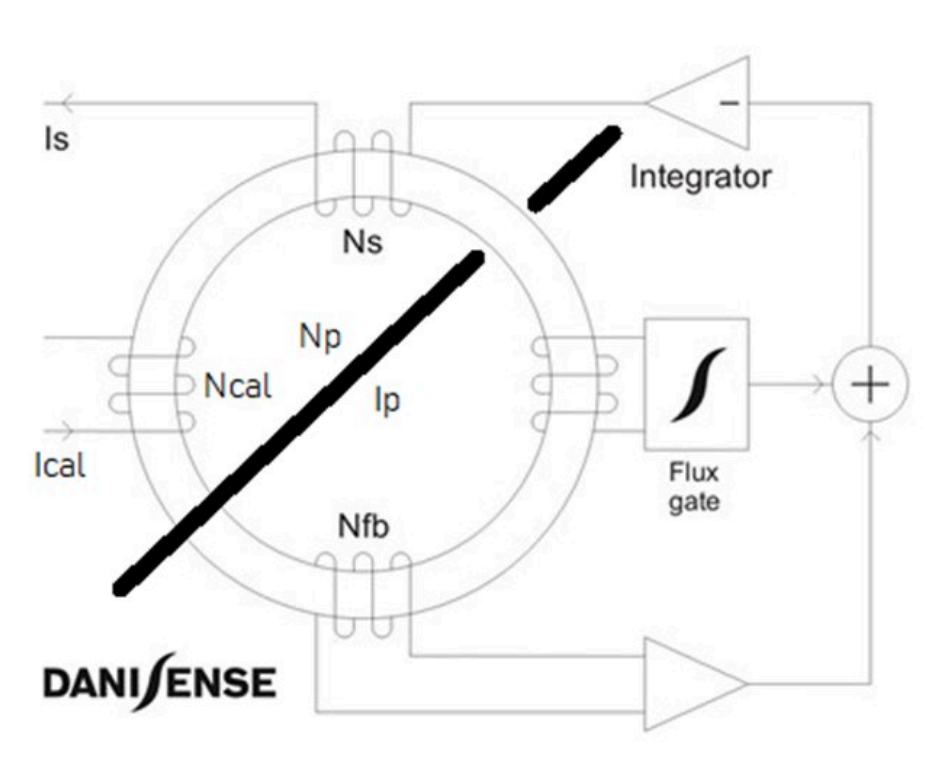 Is
Integrator
Ns
Np
Ncal
Ip
Ical
Flux
gate
Nfb
DANISENSE